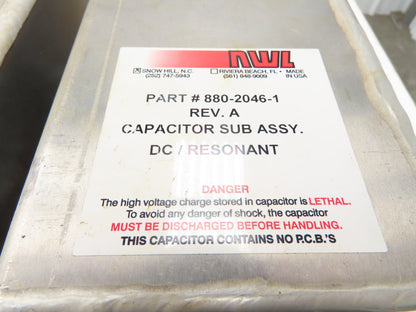 NWL
SNOW HILL, N.C. RIVIERA BEACH, FL • MADE
(252) 747-5943 (561) 848-9009 IN USA
PART # 880-2046-1
REV. A
CAPACITOR SUB ASSY.
DC / RESONANT
DANGER
The high voltage charge stored in capacitor is LETHAL.
To avoid any danger of shock, the capacitor
MUST BE DISCHARGED BEFORE HANDLING.
THIS CAPACITOR CONTAINS NO P.C.B.'S